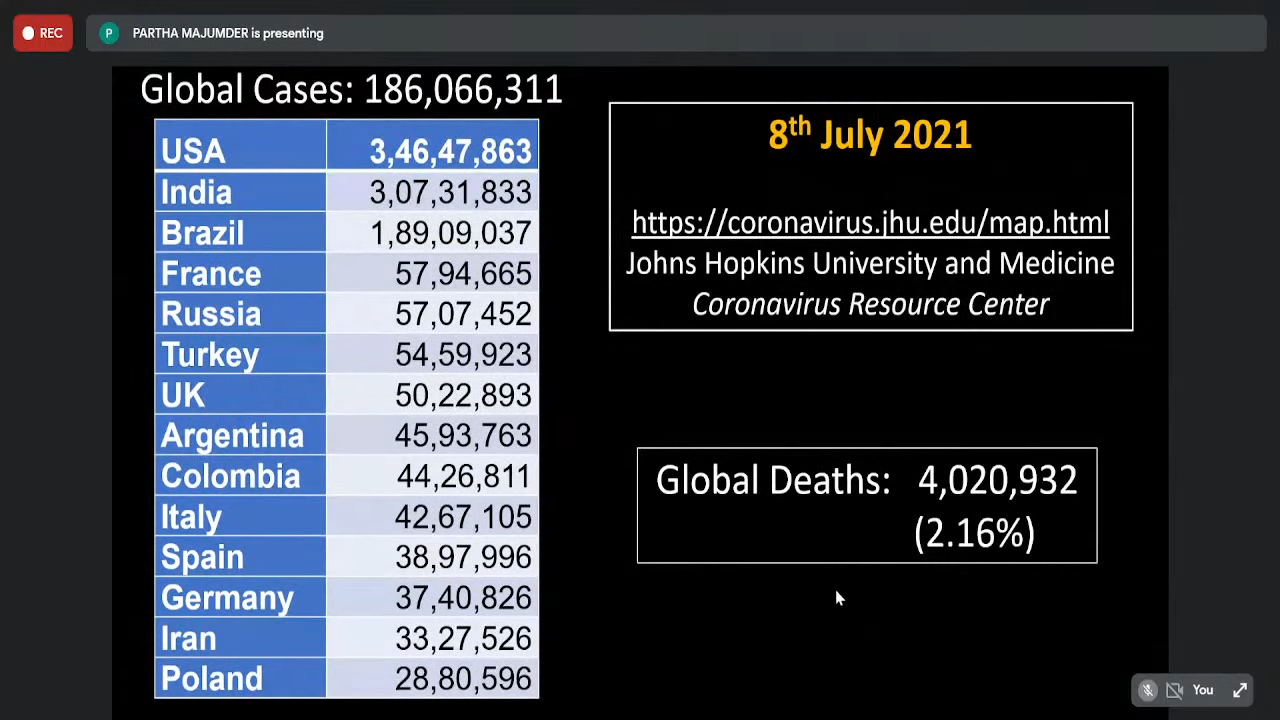 REC
P PARTHA MAJUMDER is presenting
Global Cases: 186,066,311
USA 3,46,47,863
India 3,07,31,833
Brazil 1,89,09,037
France 57,94,665
Russia 57,07,452
Turkey 54,59,923
UK 50,22,893
Argentina 45,93,763
Colombia 44,26,811
Italy 42,67,105
Spain 38,97,996
Germany 37,40,826
Iran 33,27,526
Poland 28,80,596
8th July 2021
https://coronavirus.jhu.edu/map.html
Johns Hopkins University and Medicine
Coronavirus Resource Center
Global Deaths: 4,020,932
(2.16%)
You